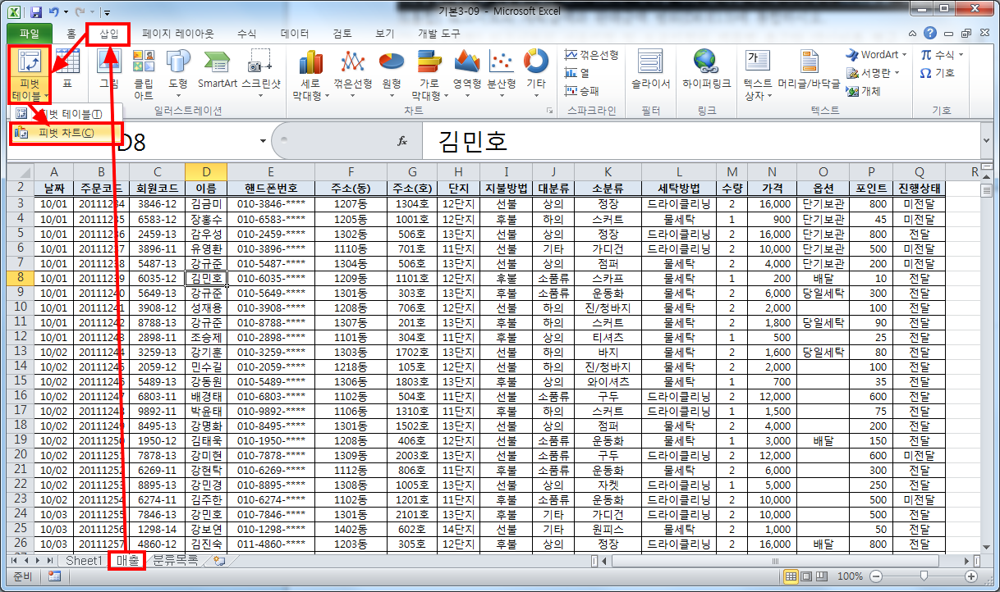 기본3-09 - Microsoft Excel
파일 홈 삽입 페이지 레이아웃 수식 데이터 검토 보기 개발 도구
피벗 테이블 표 그림 클립 아트 도형 SmartArt 스크린샷 세로 막대형 꺾은선형 원형 가로 막대형 영역형 분산형 기타 꺾은선형 열 승패 슬라이서 하이퍼링크 텍스트 상자 머리글/바닥글 WordArt 서명란 개체 수식 기호
일러스트레이션 차트 스파크라인 필터 링크 텍스트 기호
피벗 테이블(T)
피벗 차트(C)
D8 fx 김민호
A B C D E F G H I J K L M N O P Q R
2 날짜 주문코드 회원코드 이름 핸드폰번호 주소(동) 주소(호) 단지 지불방법 대분류 소분류 세탁방법 수량 가격 옵션 포인트 진행상태
3 10/01 20111234 3846-12 김금미 010-3846-**** 1207동 1304호 12단지 선불 상의 정장 드라이클리닝 2 16,000 단기보관 800 미전달
4 10/01 20111235 6583-12 장홍수 010-6583-**** 1205동 1001호 12단지 후불 하의 스커트 물세탁 1 900 단기보관 45 미전달
5 10/01 20111236 2459-13 감우성 010-2459-**** 1302동 506호 13단지 선불 상의 정장 드라이클리닝 2 16,000 단기보관 800 전달
6 10/01 20111237 3896-11 유영환 010-3896-**** 1110동 701호 11단지 선불 기타 가디건 드라이클리닝 2 10,000 단기보관 500 미전달
7 10/01 20111238 5487-13 강규준 010-5487-**** 1304동 506호 13단지 선불 상의 점퍼 물세탁 2 4,000 단기보관 200 미전달
8 10/01 20111239 6035-12 김민호 010-6035-**** 1209동 1101호 12단지 후불 소품류 스카프 물세탁 1 200 배달 10 전달
9 10/01 20111240 5649-13 강규준 010-5649-**** 1301동 303호 13단지 후불 소품류 운동화 물세탁 2 6,000 당일세탁 300 전달
10 10/01 20111241 3908-12 성재용 010-3908-**** 1208동 706호 12단지 선불 하의 진/청바지 물세탁 2 2,000 100 전달
11 10/01 20111242 8788-13 강규준 010-8788-**** 1307동 201호 13단지 후불 하의 스커트 물세탁 2 1,800 당일세탁 90 전달
12 10/01 20111243 2898-11 조승제 010-2898-**** 1101동 304호 11단지 후불 상의 티셔츠 물세탁 1 500 25 전달
13 10/02 20111244 3259-13 강기훈 010-3259-**** 1303동 1702호 13단지 선불 하의 바지 물세탁 2 1,600 당일세탁 80 전달
14 10/02 20111245 2059-12 민수길 010-2059-**** 1218동 105호 12단지 선불 하의 진/청바지 물세탁 2 2,000 100 전달
15 10/02 20111246 5489-13 강동원 010-5489-**** 1306동 1803호 13단지 후불 상의 와이셔츠 물세탁 1 700 35 전달
16 10/02 20111247 6803-11 배경태 010-6803-**** 1102동 504호 11단지 선불 소품류 구두 드라이클리닝 2 12,000 600 전달
17 10/02 20111248 9892-11 박윤태 010-9892-**** 1106동 1310호 11단지 후불 하의 스커트 드라이클리닝 1 1,500 75 전달
18 10/02 20111249 8495-13 강명화 010-8495-**** 1301동 1502호 13단지 선불 상의 점퍼 물세탁 2 4,000 200 전달
19 10/02 20111250 1950-12 김태욱 010-1950-**** 1208동 406호 12단지 선불 소품류 운동화 물세탁 1 3,000 배달 150 전달
20 10/02 20111251 7878-13 강미현 010-7878-**** 1309동 2003호 13단지 선불 소품류 구두 드라이클리닝 2 12,000 600 미전달
21 10/02 20111252 6269-11 강현탁 010-6269-**** 1112동 806호 11단지 후불 소품류 운동화 물세탁 2 6,000 300 전달
22 10/02 20111253 8895-13 강민경 010-8895-**** 1308동 1005호 13단지 선불 상의 자켓 드라이클리닝 1 5,000 250 전달
23 10/02 20111254 6274-11 김주한 010-6274-**** 1102동 1201호 11단지 후불 소품류 운동화 드라이클리닝 2 10,000 500 미전달
24 10/03 20111255 7846-13 강민호 010-7846-**** 1301동 2101호 13단지 후불 기타 가디건 드라이클리닝 2 10,000 500 전달
25 10/03 20111256 1298-14 강보연 010-1298-**** 1402동 602호 14단지 선불 기타 원피스 물세탁 2 1,000 50 전달
26 10/03 20111257 4860-12 김진숙 011-4860-**** 1203동 305호 12단지 후불 상의 정장 드라이클리닝 2 16,000 배달 800 전달
Sheet1 매출 분류목록
준비 100%